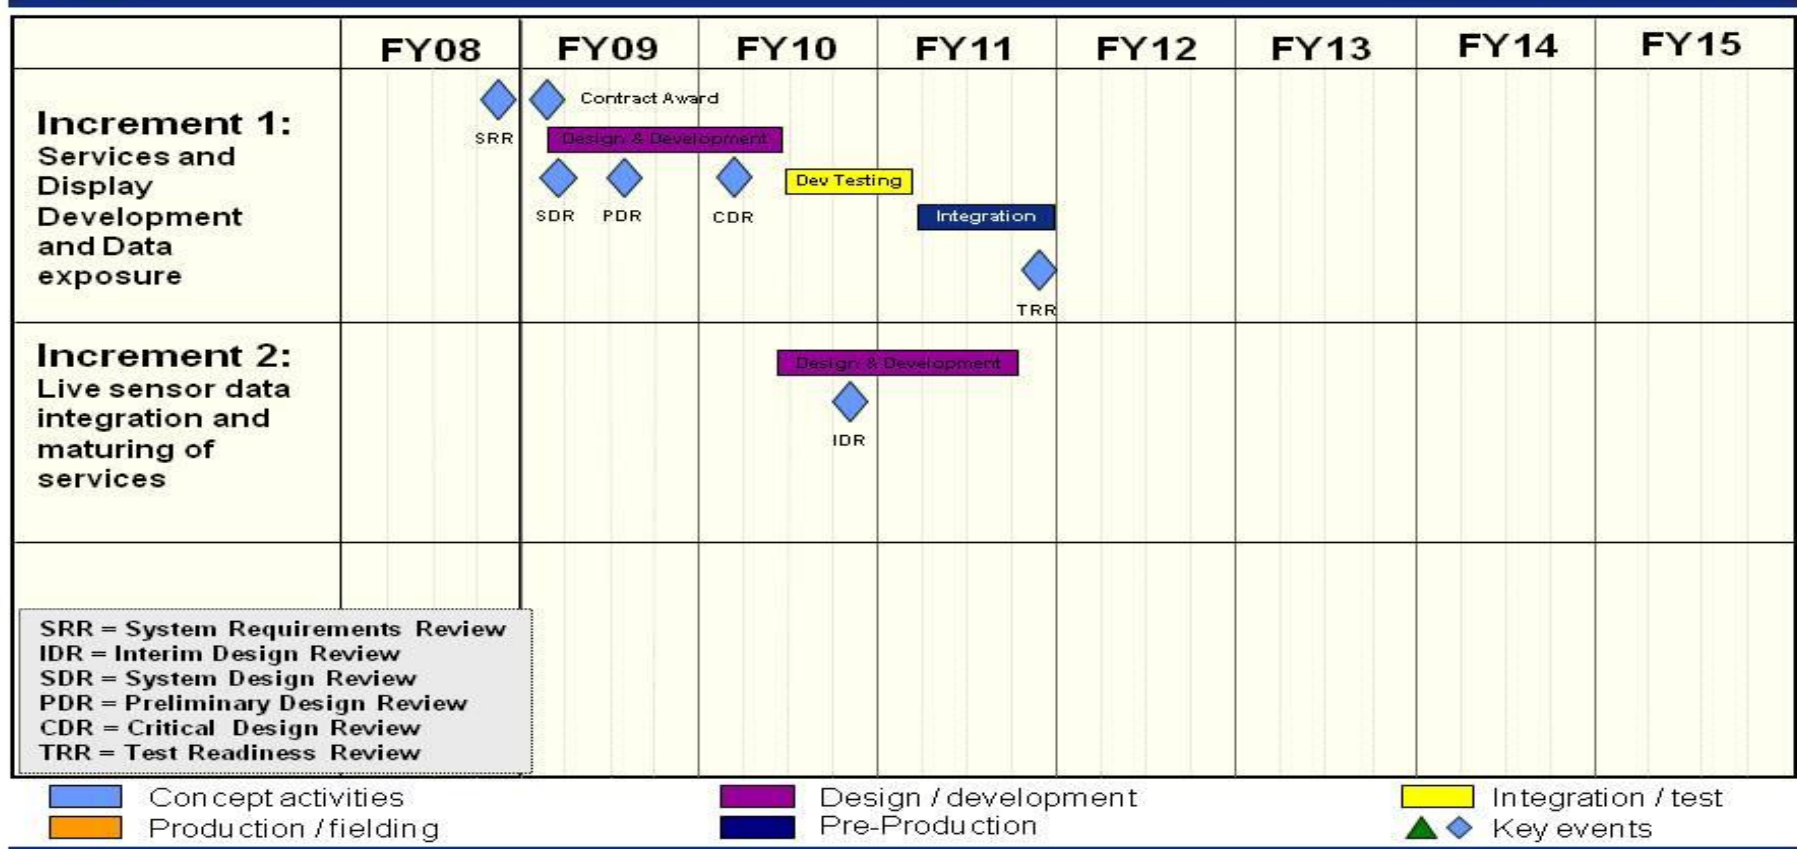 FY08 FY09 FY10 FY11 FY12 FY13 FY14 FY15
Increment 1:
Services and
Display
Development
and Data
exposure
Contract Award
SRR
Design & Development
SDR PDR CDR
Dev Testing
Integration
TRR
Increment 2:
Live sensor data
integration and
maturing of
services
Design & Development
IDR
SRR = System Requirements Review
IDR = Interim Design Review
SDR = System Design Review
PDR = Preliminary Design Review
CDR = Critical Design Review
TRR = Test Readiness Review
Concept activities Design / development Integration / test
Production / fielding Pre-Production Key events